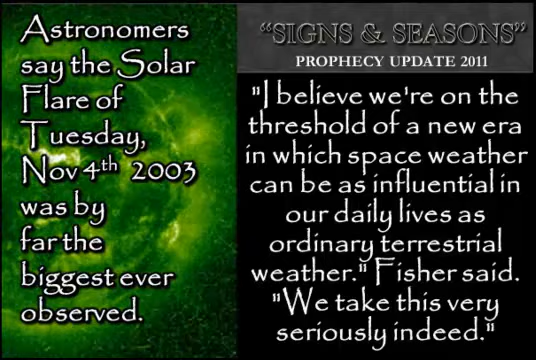 Astronomers
say the Solar
Flare of
Tuesday,
Nov 4th 2003
was by
far the
biggest ever
observed.
"SIGNS & SEASONS"
PROPHECY UPDATE 2011
"I believe we're on the
threshold of a new era
in which space weather
can be as influential in
our daily lives as
ordinary terrestrial
weather." Fisher said.
"We take this very
seriously indeed."